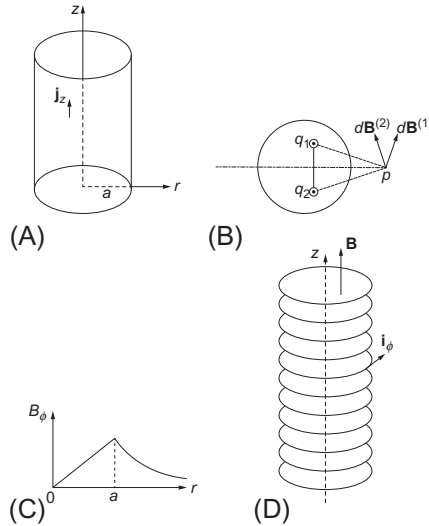 z
j_z
a
r
(A)
dB^(2) dB^(1
q_1
q_2
p
(B)
B_ϕ
0
a
r
(C)
z
B
i_ϕ
(D)